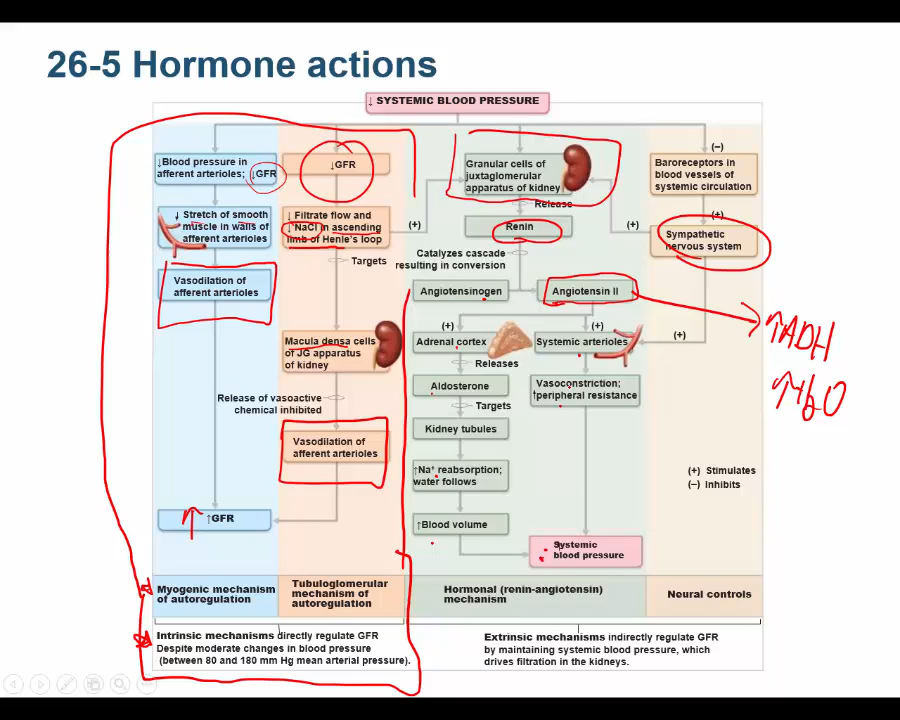 26-5 Hormone actions
↓ SYSTEMIC BLOOD PRESSURE
↓Blood pressure in
afferent arterioles; ↓GFR
↓ Stretch of smooth
muscle in walls of
afferent arterioles
Vasodilation of
afferent arterioles
↑GFR
Myogenic mechanism
of autoregulation
↓GFR
↓ Filtrate flow and
↓ NaCl in ascending
limb of Henle's loop
Targets
Macula densa cells
of JG apparatus
of kidney
Release of vasoactive
chemical inhibited
Vasodilation of
afferent arterioles
Tubuloglomerular
mechanism of
autoregulation
Intrinsic mechanisms directly regulate GFR
Despite moderate changes in blood pressure
(between 80 and 180 mm Hg mean arterial pressure).
(+)
Granular cells of
juxtaglomerular
apparatus of kidney
Release
Renin
Catalyzes cascade
resulting in conversion
Angiotensinogen
Angiotensin II
(+)
Adrenal cortex
Releases
Aldosterone
Targets
Kidney tubules
↑Na⁺ reabsorption;
water follows
↑Blood volume
(+)
Systemic arterioles
Vasoconstriction;
↑peripheral resistance
Systemic
blood pressure
Hormonal (renin-angiotensin)
mechanism
(–)
Baroreceptors in
blood vessels of
systemic circulation
(+)
Sympathetic
nervous system
(+)
(+)
↑ADH
↑H₂O
(+) Stimulates
(–) Inhibits
Neural controls
Extrinsic mechanisms indirectly regulate GFR
by maintaining systemic blood pressure, which
drives filtration in the kidneys.